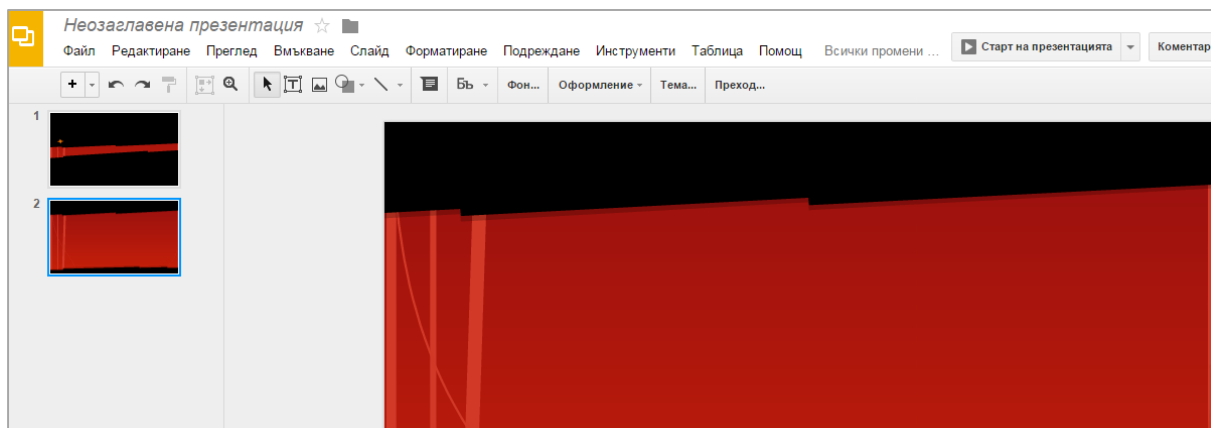 Неозаглавена презентация
Файл Редактиране Преглед Вмъкване Слайд Форматиране Подреждане Инструменти Таблица Помощ Всички промени ... Старт на презентацията Коментар
+ T Бъ Фон... Оформление Тема... Преход...
1
2